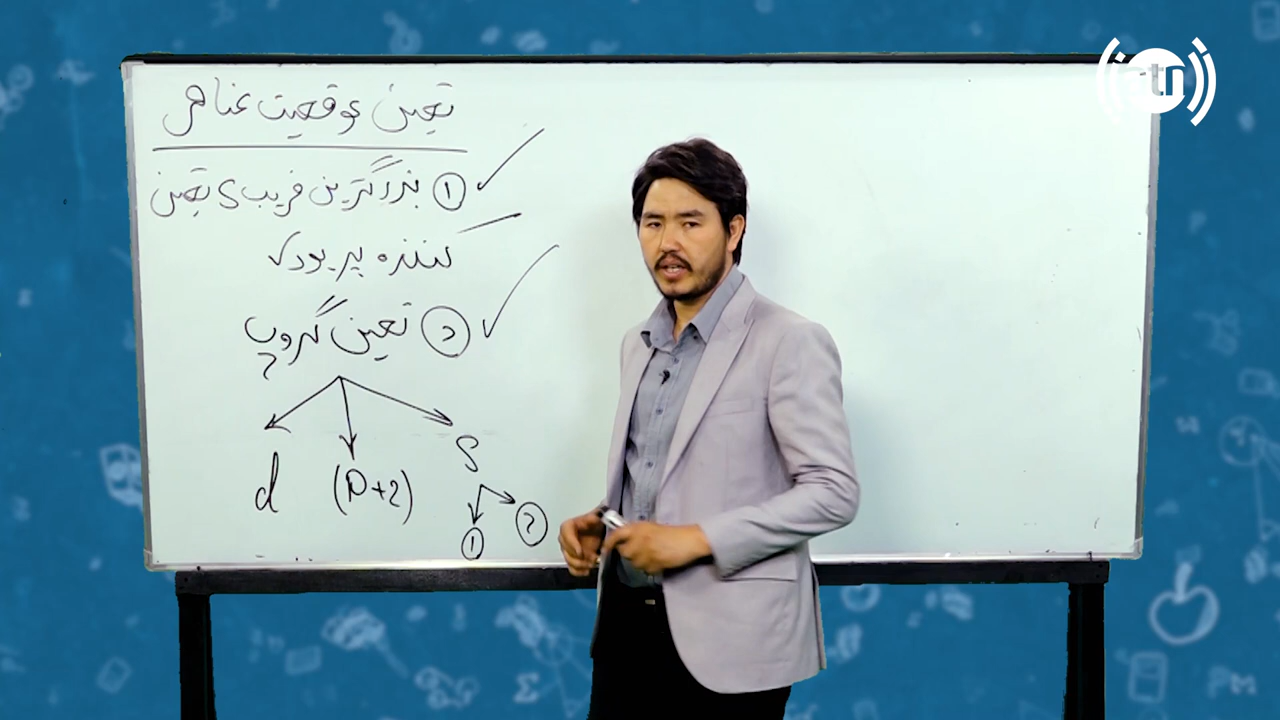 تعین موقعیت عناصر
① بزرگترین ضریب S تعین
کننده پریود ✓
② تعین گروپ
d (P+2) S
① ②